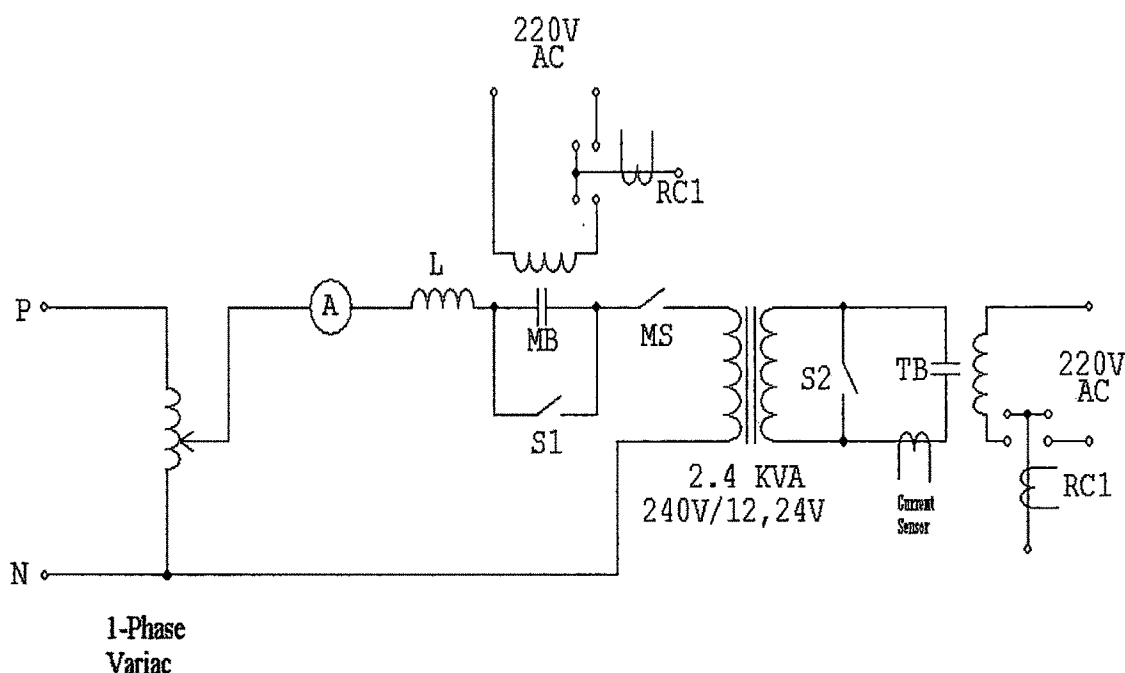 220V
AC
RC1
L
P
A
MB
MS
S1
S2
TB
220V
AC
RC1
2.4 KVA
240V/12,24V
Current
Sensor
N
1-Phase
Variac